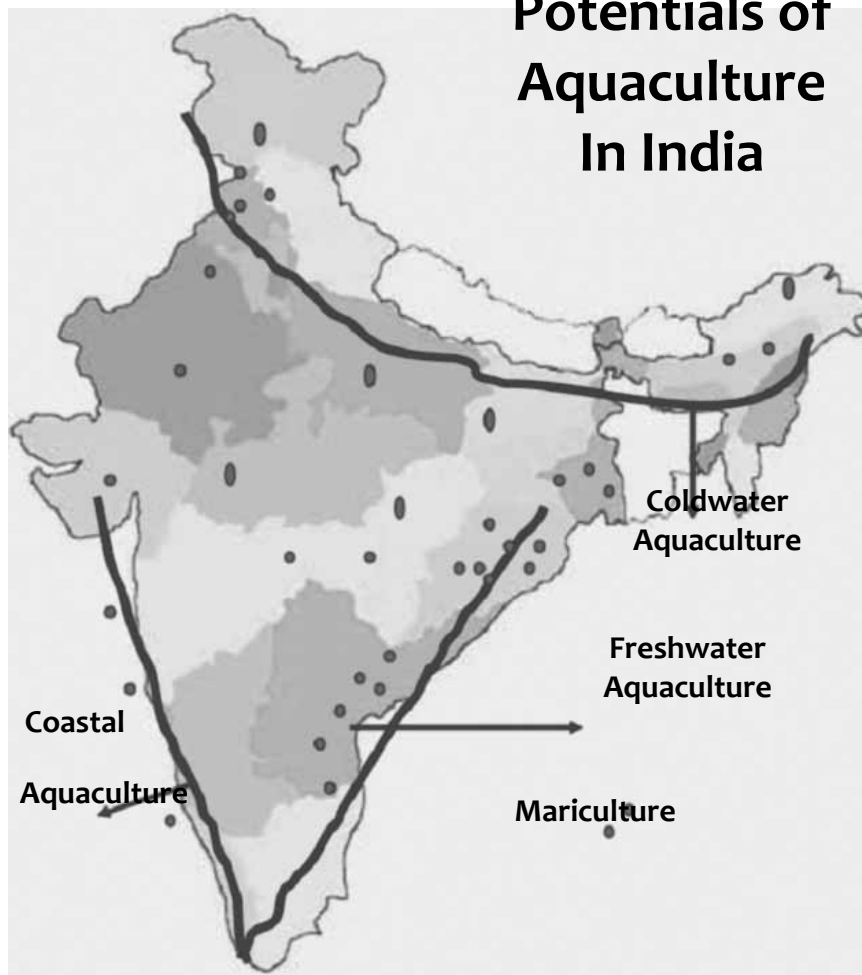 Potentials of
Aquaculture
In India
Coldwater
Aquaculture
Freshwater
Aquaculture
Coastal
Aquaculture
Mariculture